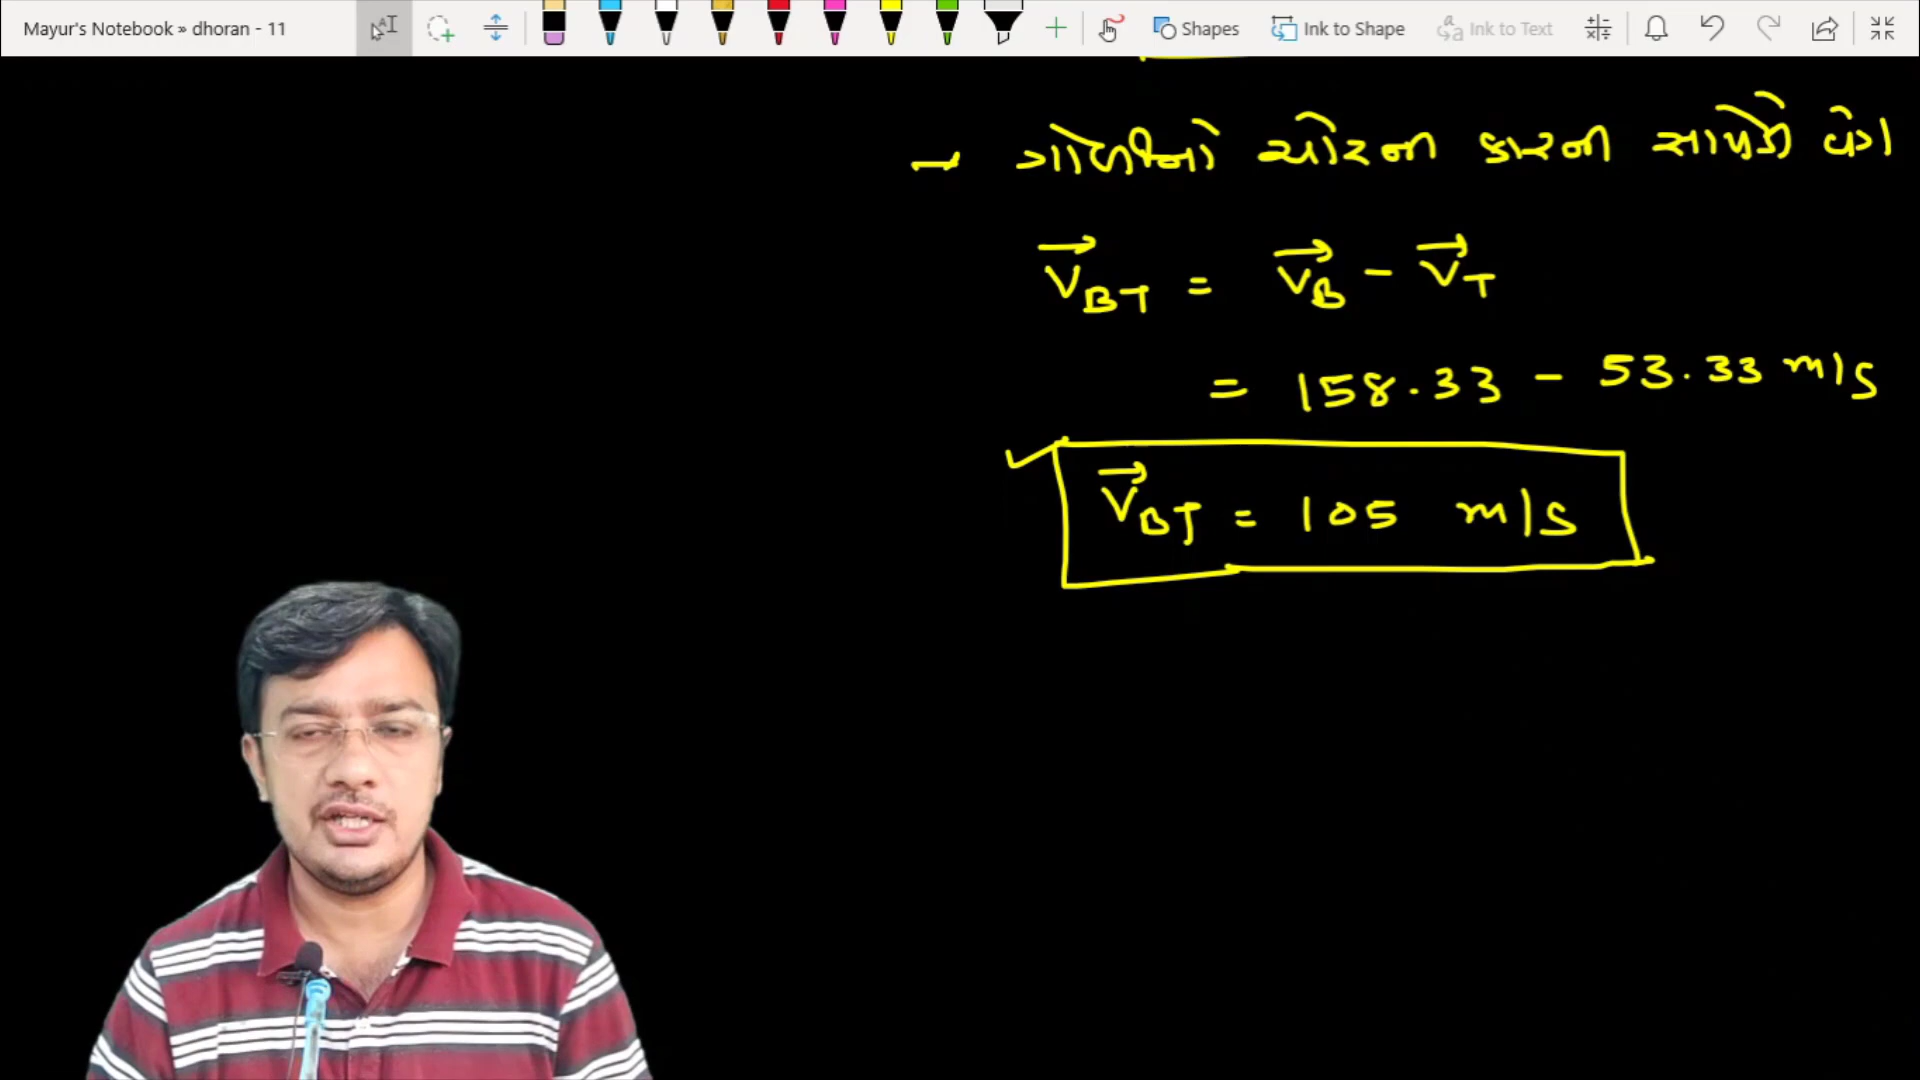 Mayur's Notebook » dhoran - 11
Shapes
Ink to Shape
Ink to Text
→ ગોળીનો ચોરની કારની સાપેક્ષે વેગ
V⃗BT = V⃗B - V⃗T
= 158.33 - 53.33 m/s
V⃗BT = 105 m/s